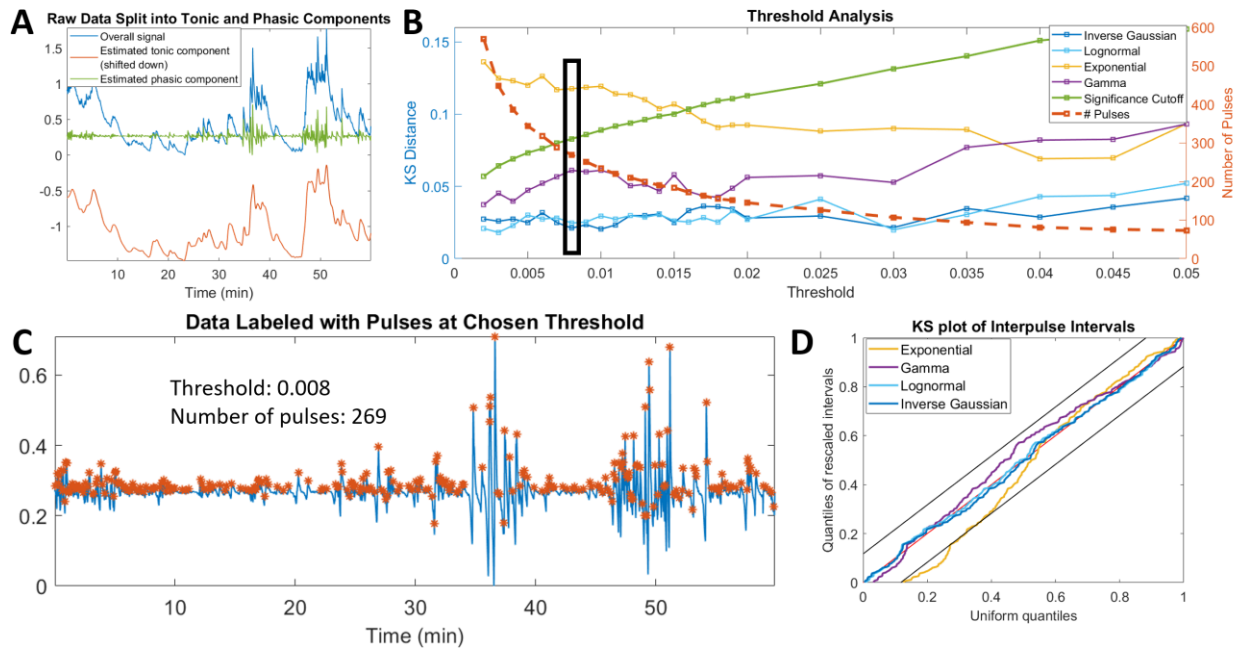 A
Raw Data Split into Tonic and Phasic Components
Overall signal
Estimated tonic component
(shifted down)
Estimated phasic component
1.5
1
0.5
0
-0.5
-1
10 20 30 40 50
Time (min)
B
Threshold Analysis
KS Distance
0.15
0.1
0.05
0
Inverse Gaussian
Lognormal
Exponential
Gamma
Significance Cutoff
# Pulses
600
500
400
300
200
100
0
Number of Pulses
0 0.005 0.01 0.015 0.02 0.025 0.03 0.035 0.04 0.045 0.05
Threshold
C
Data Labeled with Pulses at Chosen Threshold
Threshold: 0.008
Number of pulses: 269
0.6
0.4
0.2
0
10 20 30 40 50
Time (min)
D
KS plot of Interpulse Intervals
Exponential
Gamma
Lognormal
Inverse Gaussian
Quantiles of rescaled intervals
1
0.8
0.6
0.4
0.2
0
0 0.2 0.4 0.6 0.8 1
Uniform quantiles